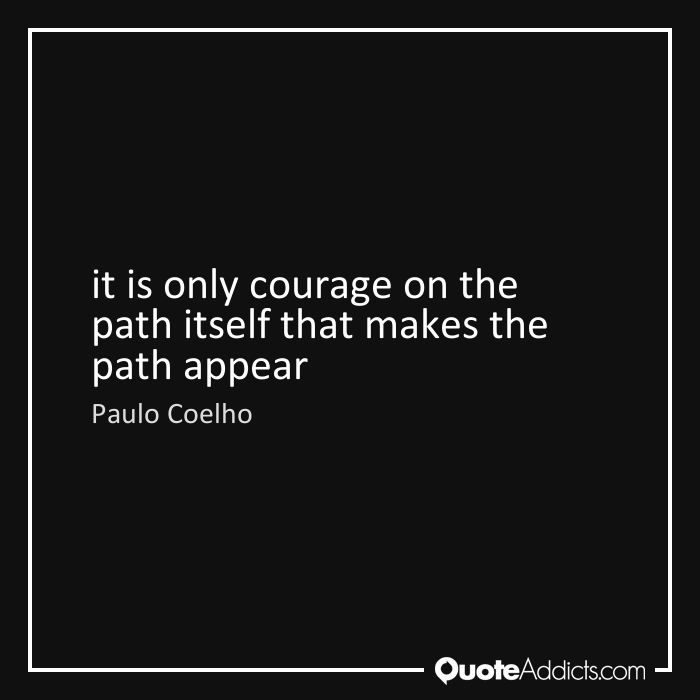 it is only courage on the
path itself that makes the
path appear
Paulo Coelho
QuoteAddicts.com